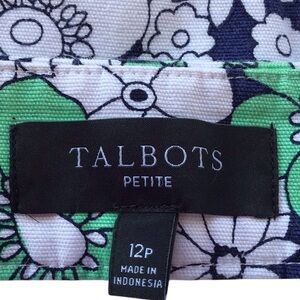 TALBOTS
PETITE
12P
MADE IN
INDONESIA